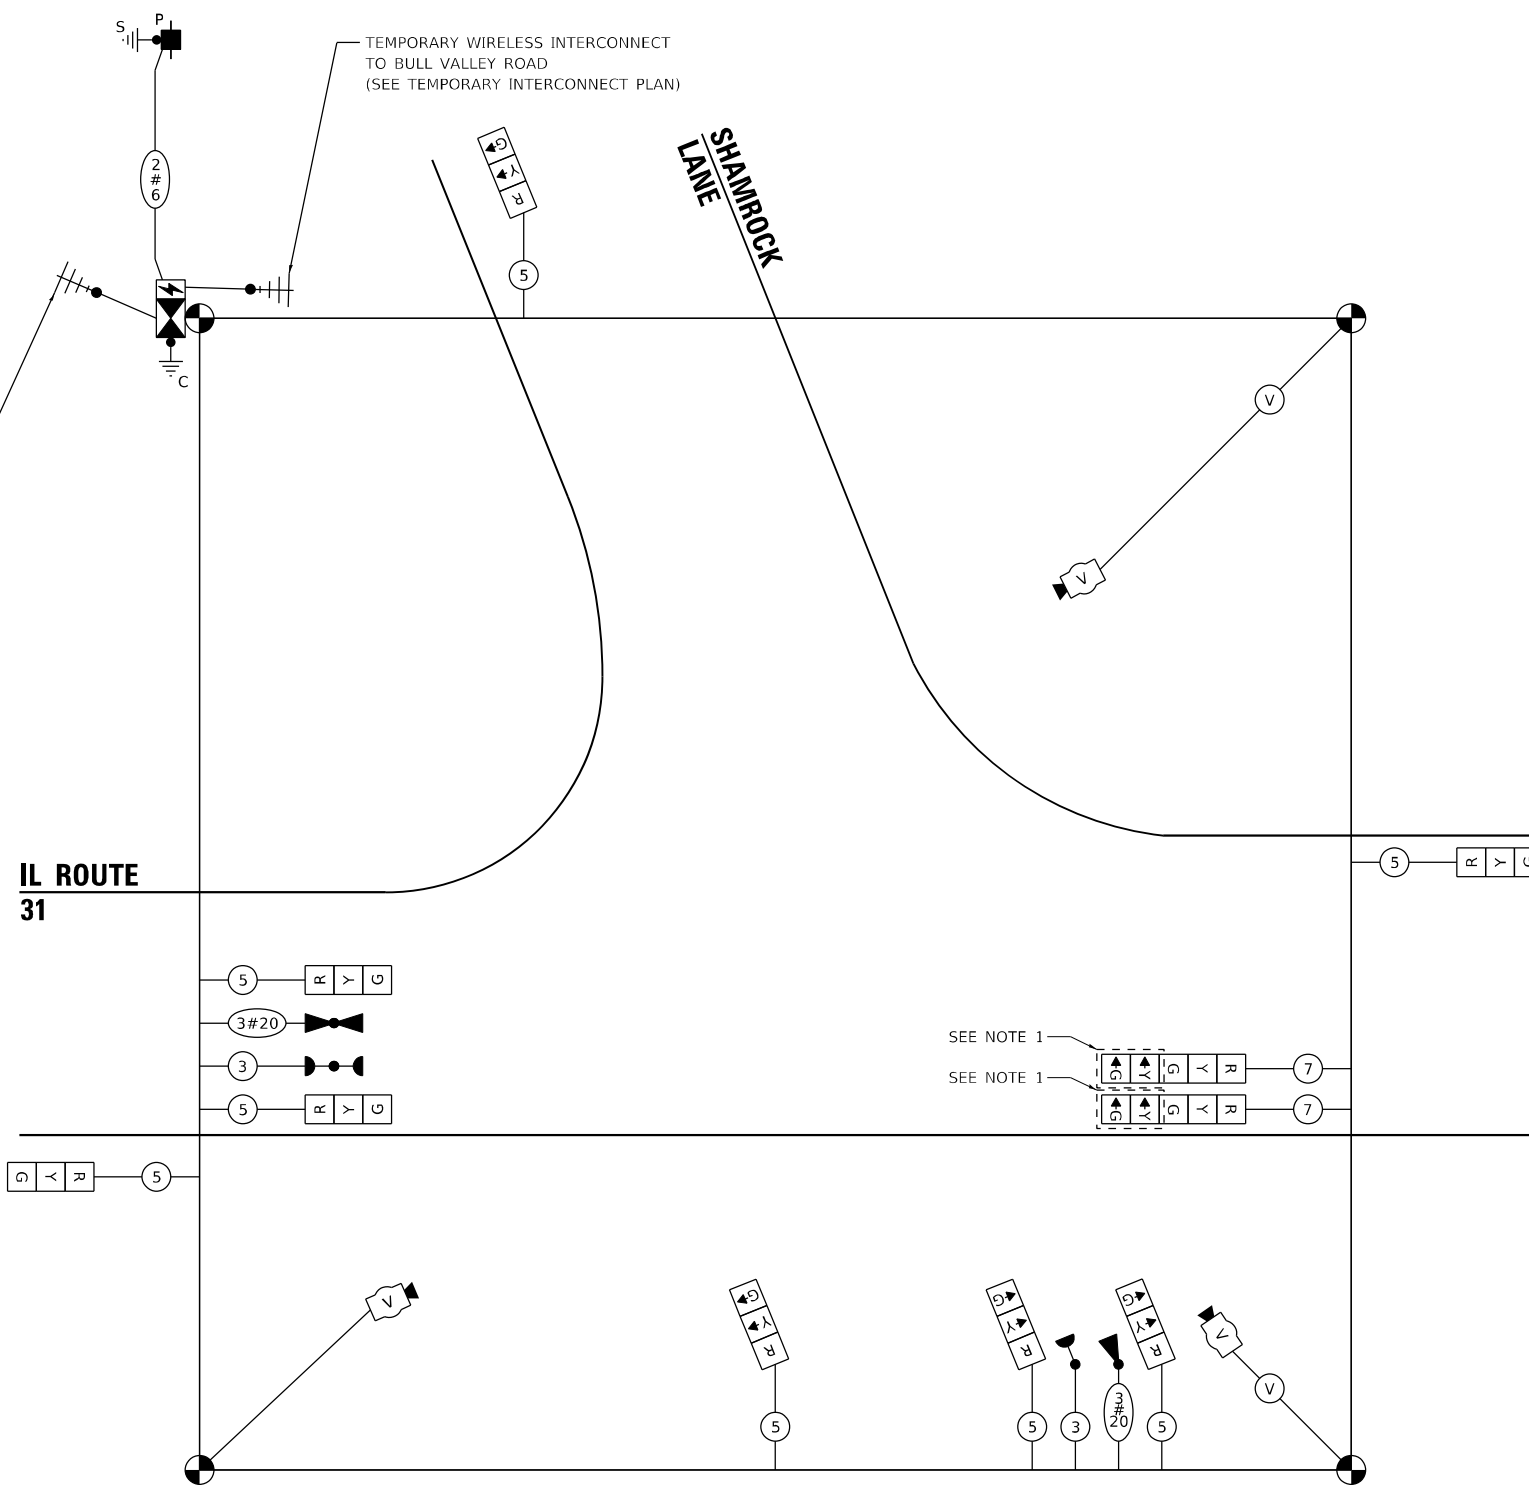 S
P
TEMPORARY WIRELESS INTERCONNECT
TO BULL VALLEY ROAD
(SEE TEMPORARY INTERCONNECT PLAN)
2
#
6
C
G
Y
R
5
SHAMROCK
LANE
V
V
IL ROUTE
31
5
R Y G
5
R Y G
3#20
3
5
R Y G
SEE NOTE 1
G Y G Y R
7
SEE NOTE 1
G Y G Y R
7
G Y R
5
V
G
Y
R
5
G
Y
R
5
3
3
#
20
G
Y
R
5
V
V